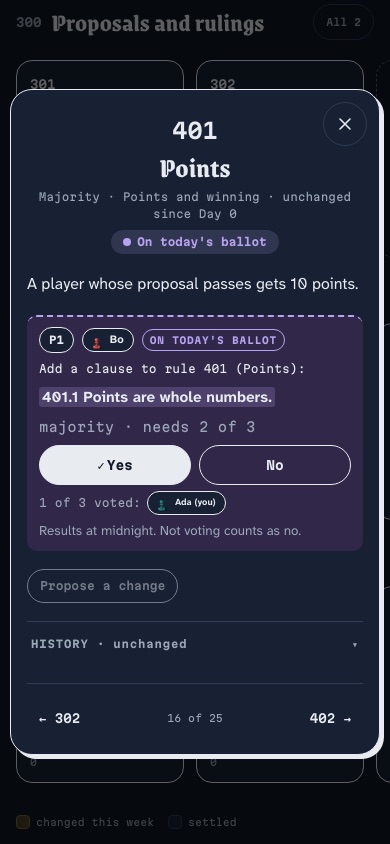 300 Proposals and rulings All 2
301 302
401
Points
Majority · Points and winning · unchanged
since Day 0
On today's ballot
A player whose proposal passes gets 10 points.
P1 Bo ON TODAY'S BALLOT
Add a clause to rule 401 (Points):
401.1 Points are whole numbers.
majority · needs 2 of 3
✓Yes No
1 of 3 voted: Ada (you)
Results at midnight. Not voting counts as no.
Propose a change
HISTORY · unchanged ▾
← 302 16 of 25 402 →
0 0
changed this week settled